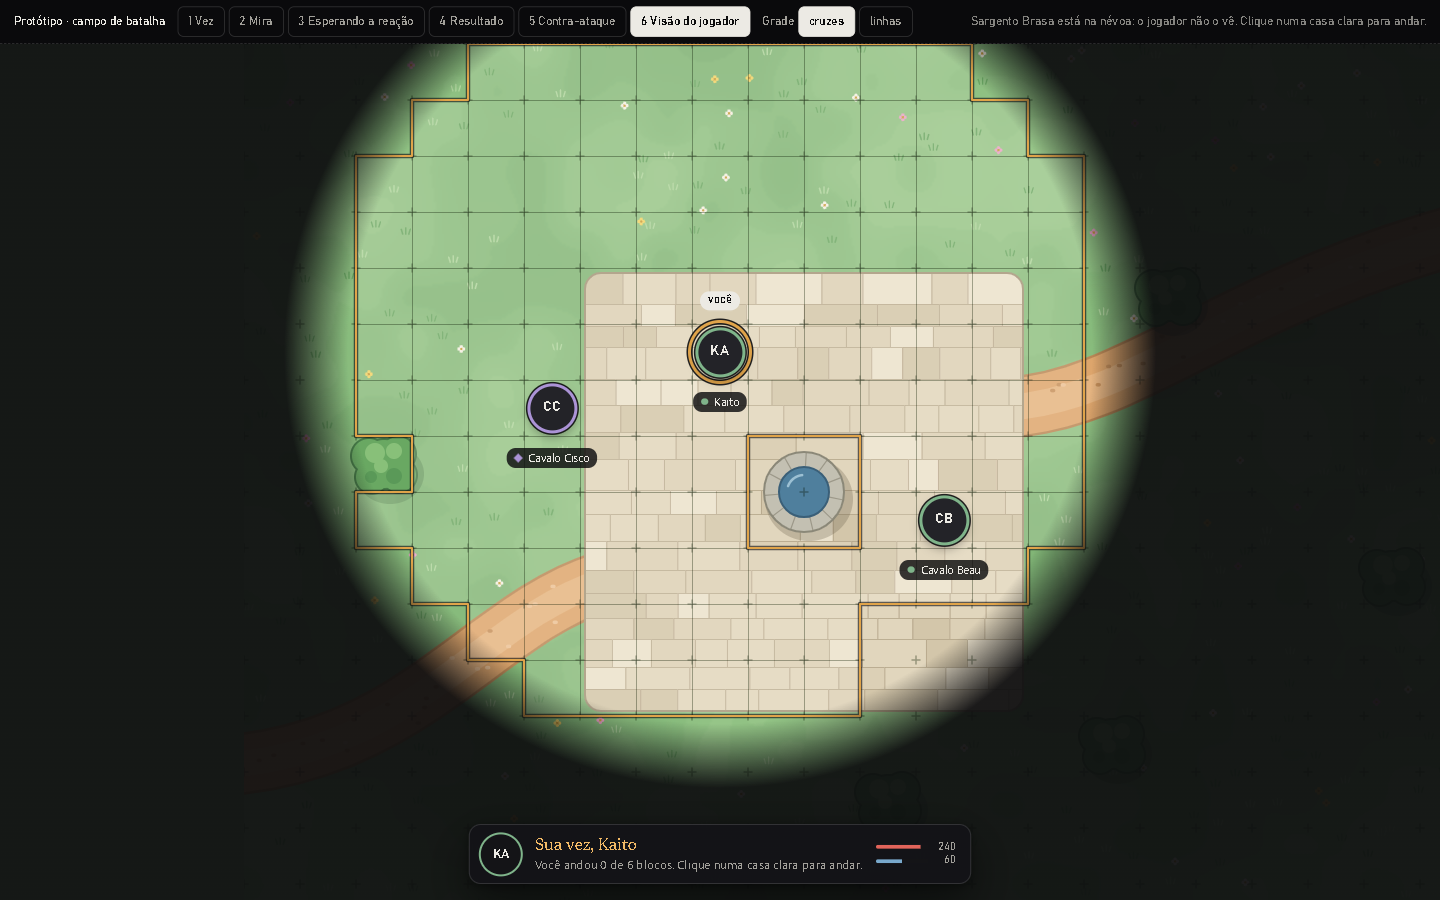 Protótipo · campo de batalha
1 Vez
2 Mira
3 Esperando a reação
4 Resultado
5 Contra-ataque
6 Visão do jogador
Grade
cruzes
linhas
Sargento Brasa está na névoa: o jogador não o vê. Clique numa casa clara para andar.
você
KA
Kaito
CC
Cavalo Cisco
CB
Cavalo Beau
KA
Sua vez, Kaito
Você andou 0 de 6 blocos. Clique numa casa clara para andar.
240
60